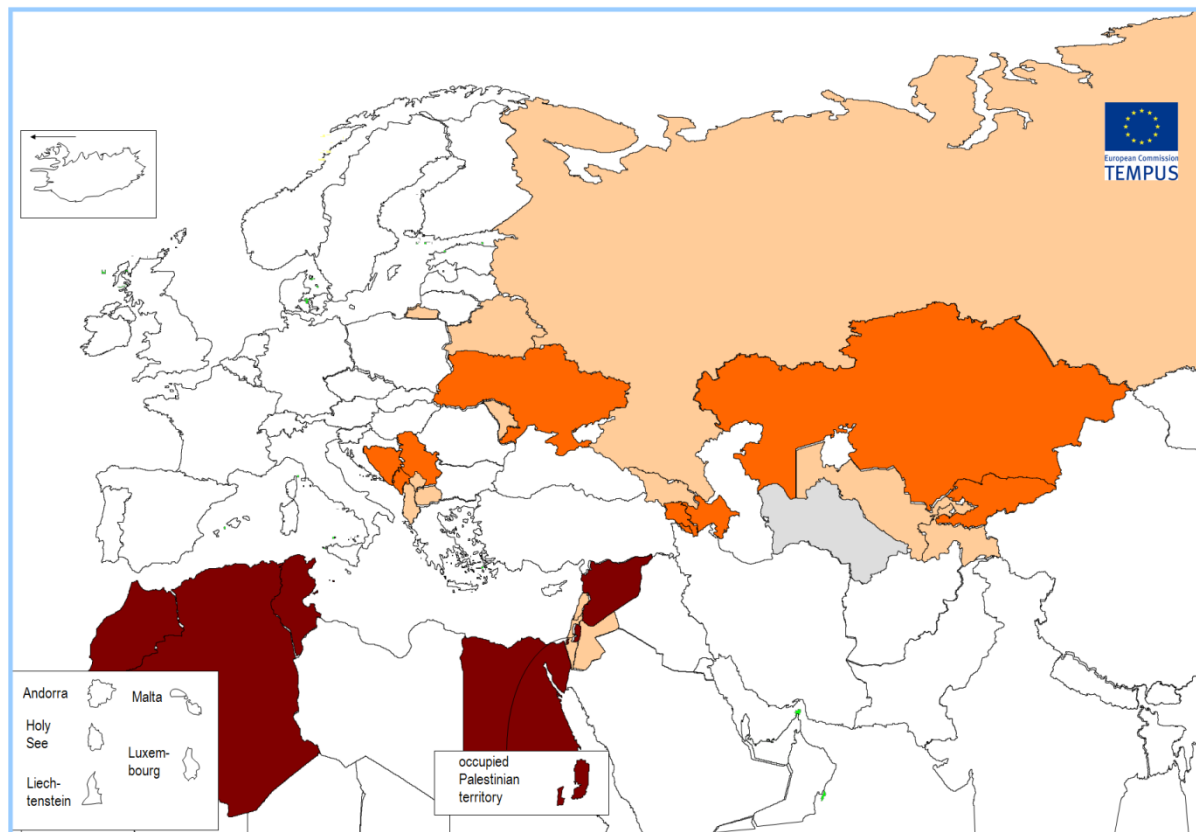 European Commission
TEMPUS
Andorra
Malta
Holy
See
Luxem-
bourg
Liech-
tenstein
occupied
Palestinian
territory